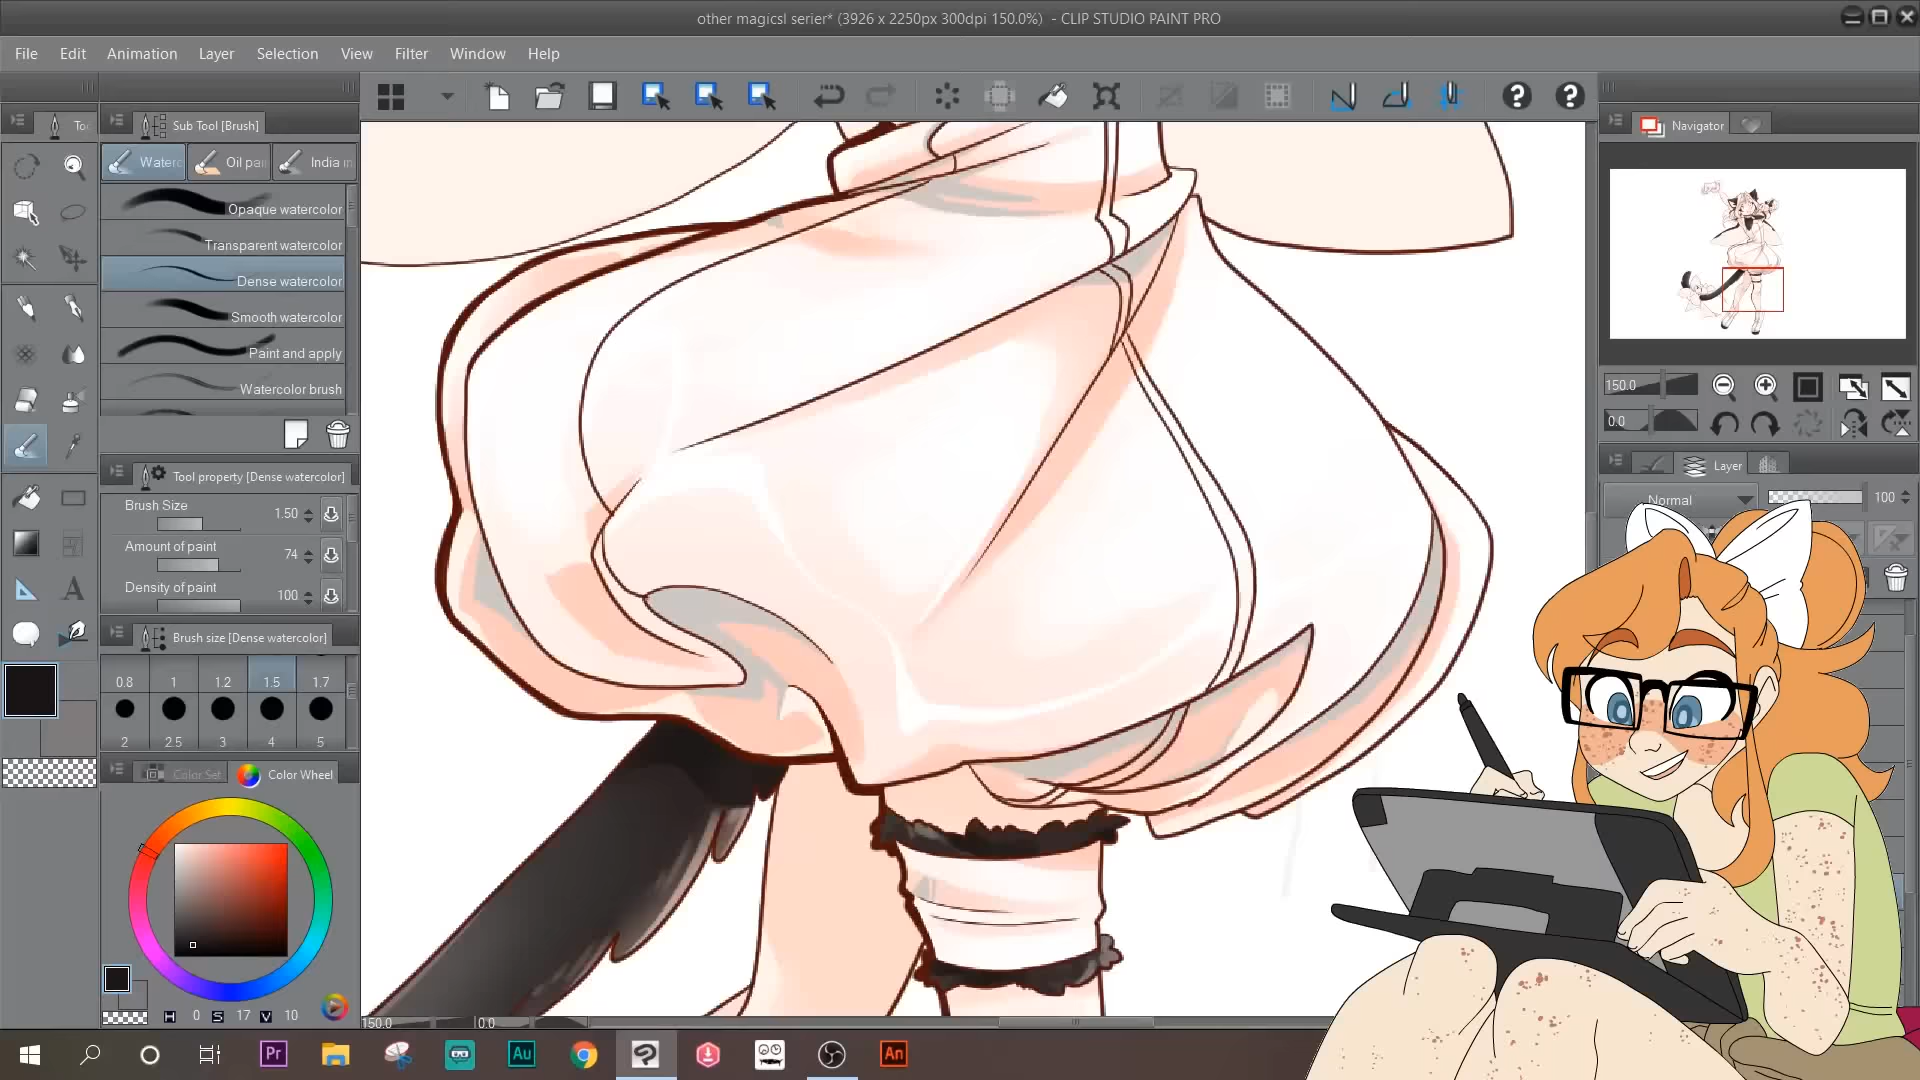 other magicsl serier* (3926 x 2250px 300dpi 150.0%) - CLIP STUDIO PAINT PRO
File Edit Animation Layer Selection View Filter Window Help
Sub Tool [Brush]
Navigator
Oil pai
India in
Opaque watercolor
Transparent watercolor
Dense watercolor
Smooth watercolor
Paint and apply
Watercolor brush
150.0
0.0
Layer
Tool property [Dense watercolor]
Normal 100
Brush Size 1.50
Amount of paint 74
Density of paint 100
Brush size [Dense watercolor]
0.8 1 1.2 1.5 1.7
2 2.5 3 4 5
Color Set Color Wheel
H 0 S 17 V 10
150.0 0.0
Pr Au An